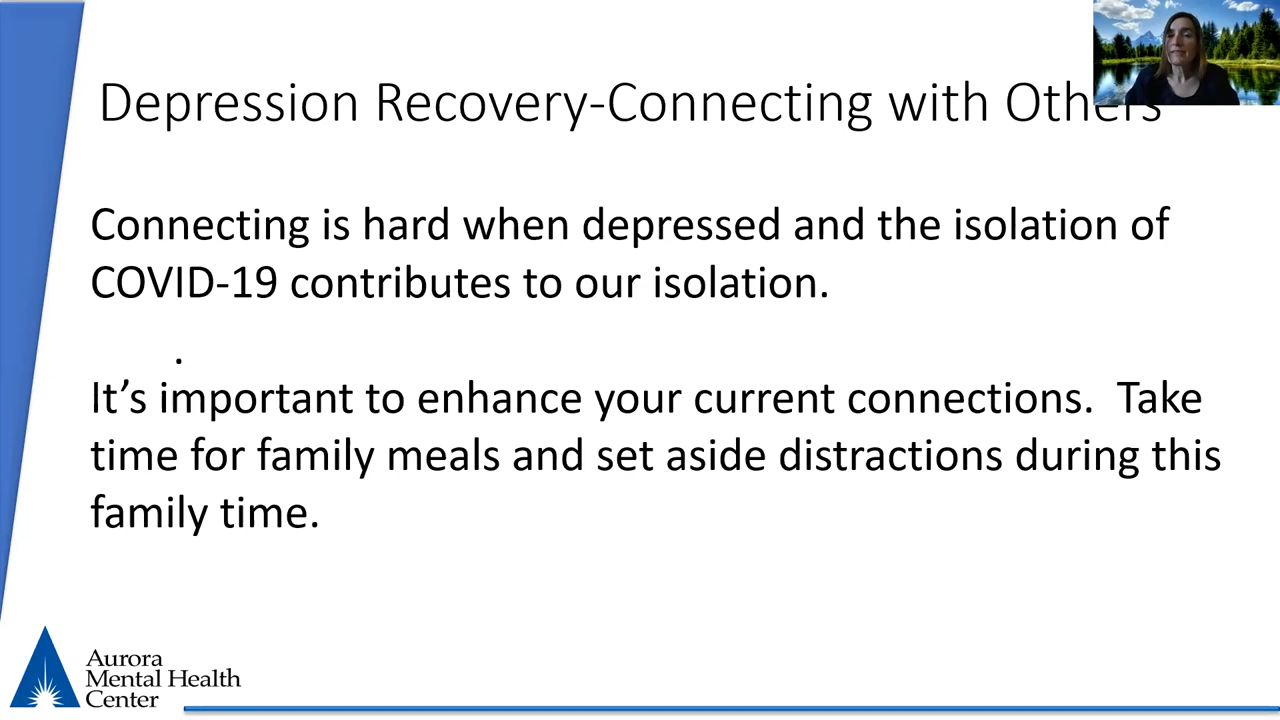 Depression Recovery-Connecting with Others
Connecting is hard when depressed and the isolation of
COVID-19 contributes to our isolation.
.
It’s important to enhance your current connections.  Take
time for family meals and set aside distractions during this
family time.
Aurora
Mental Health
Center